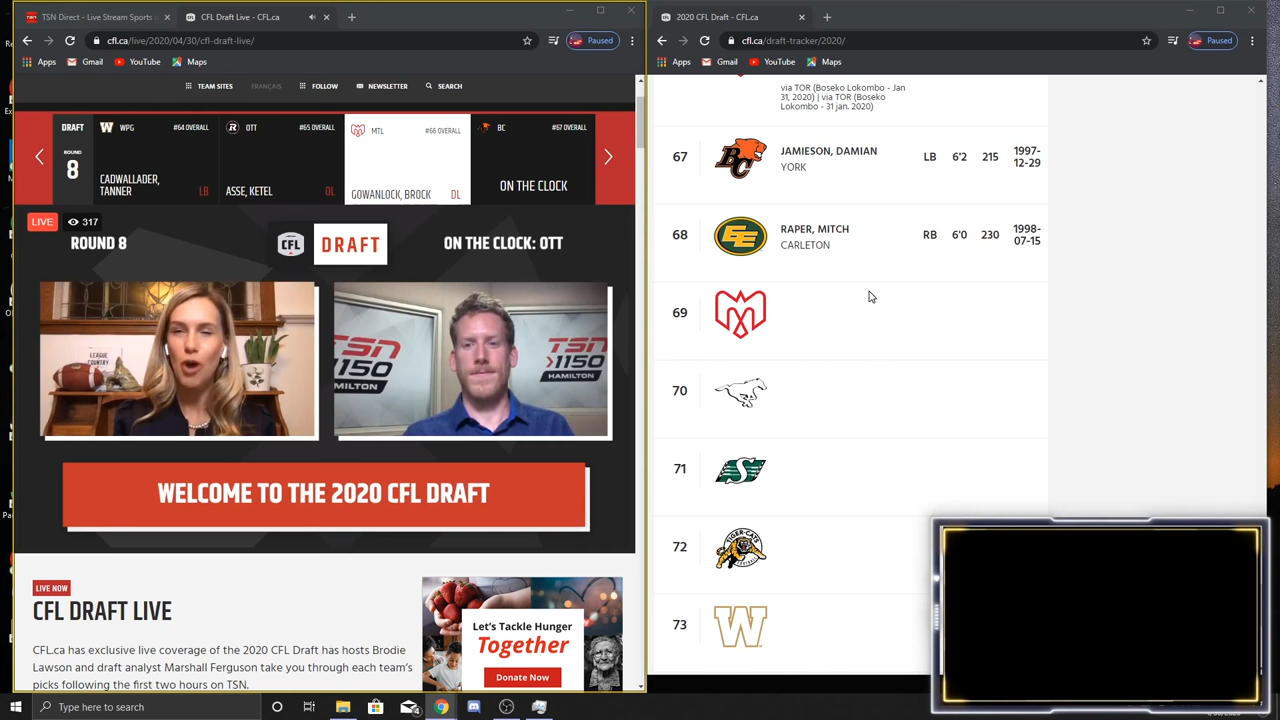 TSN Direct - Live Stream Sports
CFL Draft Live - CFL.ca
cfl.ca/live/2020/04/30/cfl-draft-live/
Paused
Apps Gmail YouTube Maps
TEAM SITES FRANÇAIS FOLLOW NEWSLETTER SEARCH
DRAFT
ROUND
8
WPG #64 OVERALL
CADWALLADER, TANNER LB
OTT #65 OVERALL
ASSE, KETEL OL
MTL #66 OVERALL
GOWANLOCK, BROCK DL
BC #67 OVERALL
ON THE CLOCK
LIVE 317
ROUND 8
CFL DRAFT
ON THE CLOCK: OTT
LEAGUE
COUNTRY
TSN
1150
HAMILTON
TSN
1150
HAMILTON
WELCOME TO THE 2020 CFL DRAFT
LIVE NOW
CFL DRAFT LIVE
CFL.ca has exclusive live coverage of the 2020 CFL Draft has hosts Brodie
Lawson and draft analyst Marshall Ferguson take you through each team's
picks following the first two hours on TSN.
Let's Tackle Hunger
Together
Donate Now
2020 CFL Draft - CFL.ca
cfl.ca/draft-tracker/2020/
Paused
Apps Gmail YouTube Maps
via TOR (Boseko Lokombo - Jan
31, 2020) | via TOR (Boseko
Lokombo - 31 jan. 2020)
67 BC JAMIESON, DAMIAN LB 6'2 215 1997-
12-29
YORK
68 EE RAPER, MITCH RB 6'0 230 1998-
07-15
CARLETON
69
70
71 S
72 TIGER-CATS
73 W
Type here to search